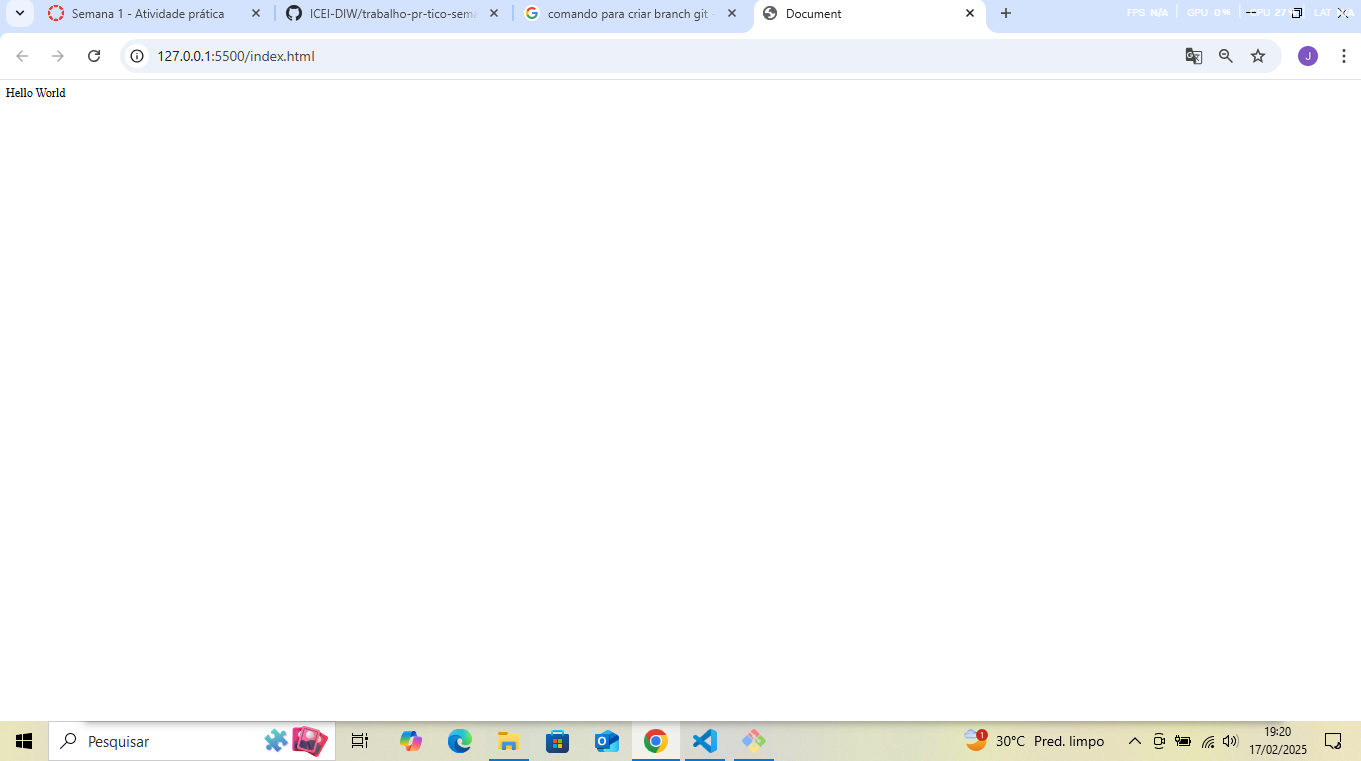 Semana 1 - Atividade prática
ICEI-DIW/trabalho-pr-tico-sema
comando para criar branch git -
Document
FPS N/A GPU 0% CPU 27 LAT N/A
127.0.0.1:5500/index.html
J
Hello World
Pesquisar
1
30°C Pred. limpo
19:20
17/02/2025